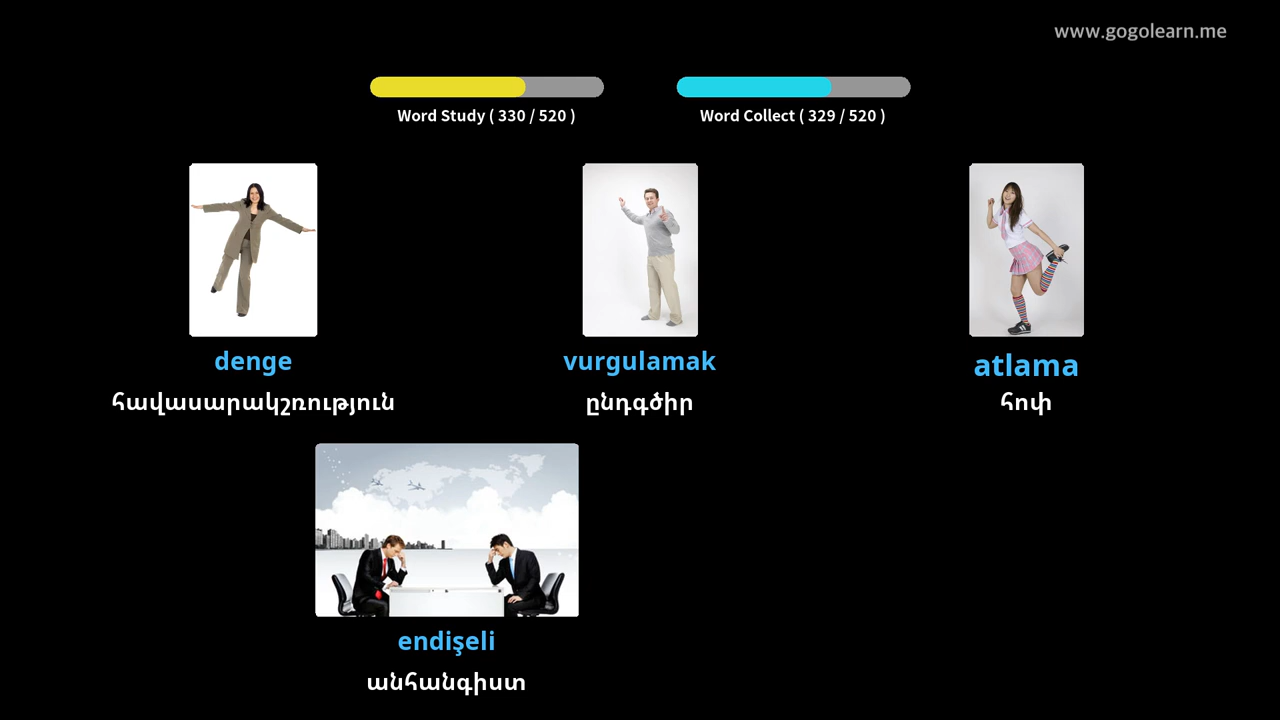 www.gogolearn.me
Word Study ( 330 / 520 )
Word Collect ( 329 / 520 )
denge
vurgulamak
atlama
հավասարակշռություն
ընդգծիր
հոփ
endişeli
անհանգիստ